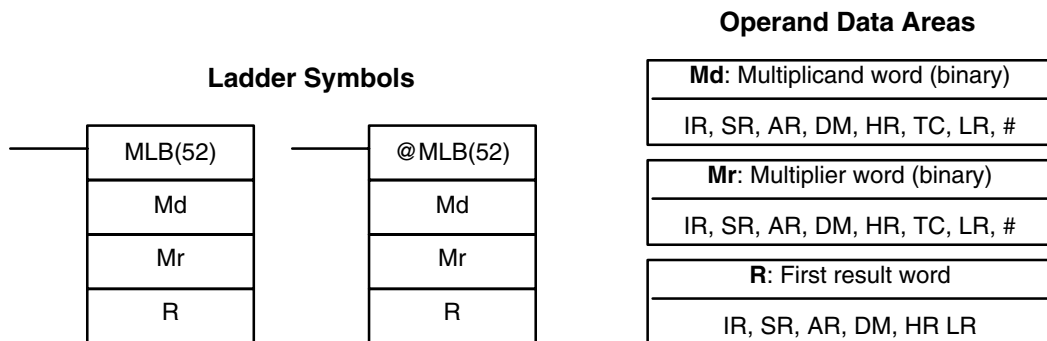 Ladder Symbols
MLB(52)
Md
Mr
R
@MLB(52)
Md
Mr
R
Operand Data Areas
Md: Multiplicand word (binary)
IR, SR, AR, DM, HR, TC, LR, #
Mr: Multiplier word (binary)
IR, SR, AR, DM, HR, TC, LR, #
R: First result word
IR, SR, AR, DM, HR LR